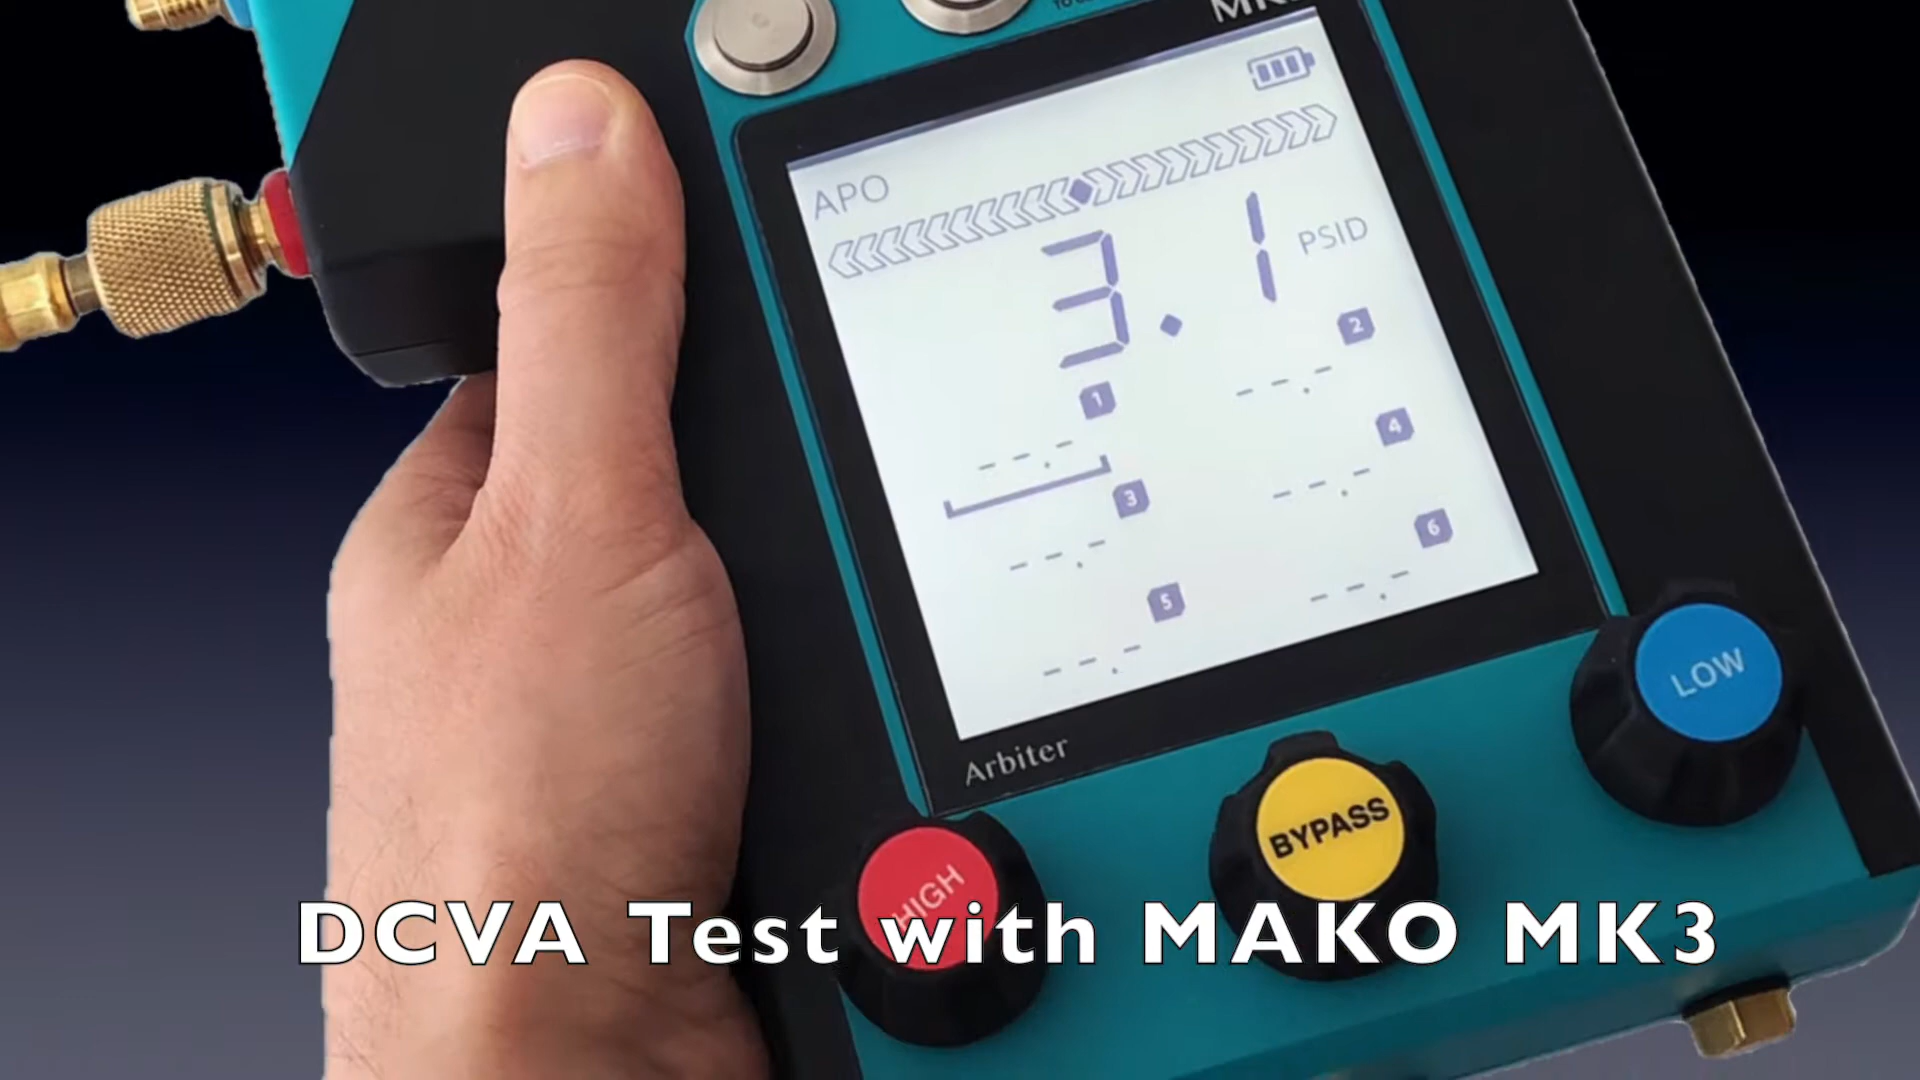 APO
3.1 PSID
1
2
--.-
--.-
3
4
--.-
--.-
5
6
--.-
--.-
Arbiter
HIGH
BYPASS
LOW
DCVA Test with MAKO MK3